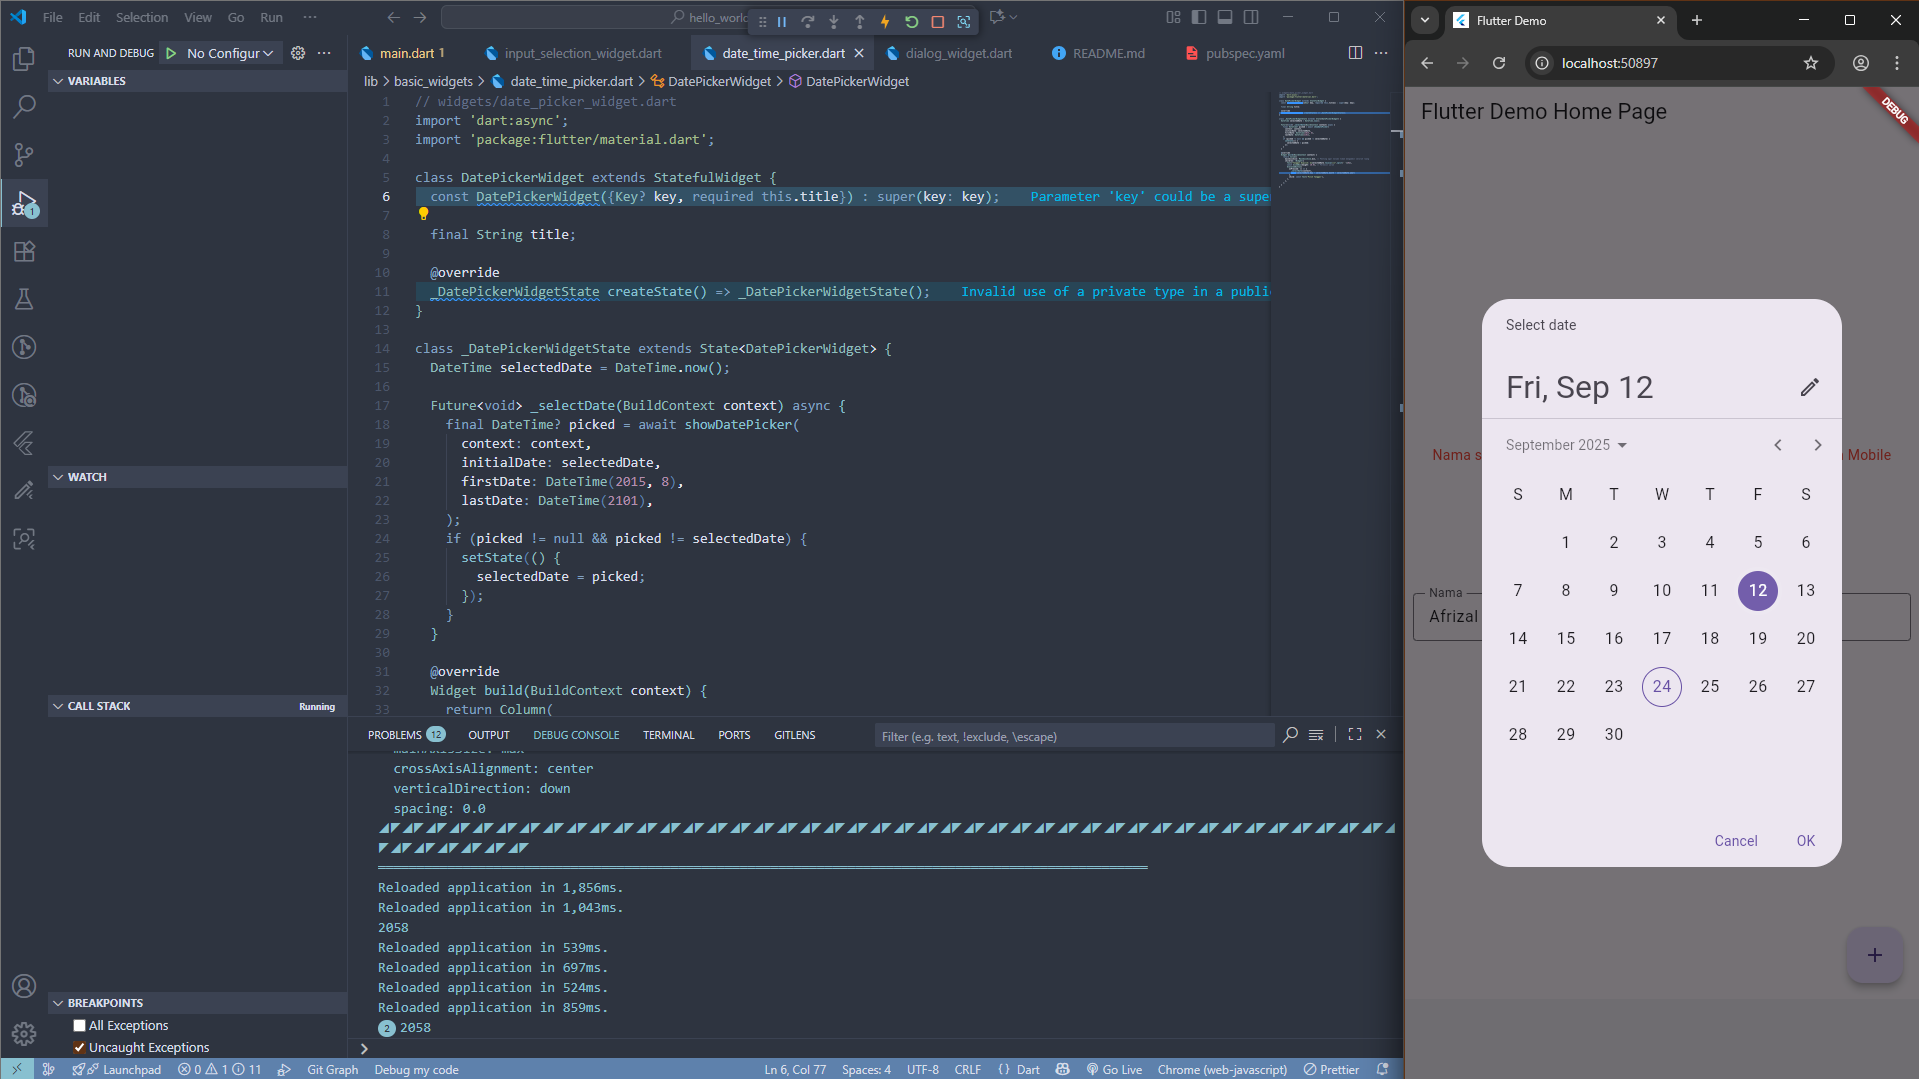 File Edit Selection View Go Run ··· hello_worl
RUN AND DEBUG No Configur
main.dart 1 input_selection_widget.dart date_time_picker.dart dialog_widget.dart README.md pubspec.yaml
lib > basic_widgets > date_time_picker.dart > DatePickerWidget > DatePickerWidget
VARIABLES
WATCH
CALL STACK Running
BREAKPOINTS
All Exceptions
Uncaught Exceptions
1
1 // widgets/date_picker_widget.dart
2 import 'dart:async';
3 import 'package:flutter/material.dart';
4
5 class DatePickerWidget extends StatefulWidget {
6 const DatePickerWidget({Key? key, required this.title}) : super(key: key); Parameter 'key' could be a supe
7
8 final String title;
9
10 @override
11 _DatePickerWidgetState createState() => _DatePickerWidgetState(); Invalid use of a private type in a publi
12 }
13
14 class _DatePickerWidgetState extends State<DatePickerWidget> {
15 DateTime selectedDate = DateTime.now();
16
17 Future<void> _selectDate(BuildContext context) async {
18 final DateTime? picked = await showDatePicker(
19 context: context,
20 initialDate: selectedDate,
21 firstDate: DateTime(2015, 8),
22 lastDate: DateTime(2101),
23 );
24 if (picked != null && picked != selectedDate) {
25 setState(() {
26 selectedDate = picked;
27 });
28 }
29 }
30
31 @override
32 Widget build(BuildContext context) {
33 return Column(
PROBLEMS 12 OUTPUT DEBUG CONSOLE TERMINAL PORTS GITLENS Filter (e.g. text, !exclude, \escape)
mainAxisSize: max
crossAxisAlignment: center
verticalDirection: down
spacing: 0.0
Reloaded application in 1,856ms.
Reloaded application in 1,043ms.
2058
Reloaded application in 539ms.
Reloaded application in 697ms.
Reloaded application in 524ms.
Reloaded application in 859ms.
2 2058
Launchpad 0 1 11 Git Graph Debug my code Ln 6, Col 77 Spaces: 4 UTF-8 CRLF {} Dart Go Live Chrome (web-javascript) Prettier
Flutter Demo
localhost:50897
Flutter Demo Home Page
DEBUG
Select date
Fri, Sep 12
September 2025
Nama s
Mobile
S M T W T F S
1 2 3 4 5 6
7 8 9 10 11 12 13
Nama
Afrizal
14 15 16 17 18 19 20
21 22 23 24 25 26 27
28 29 30
Cancel OK
+